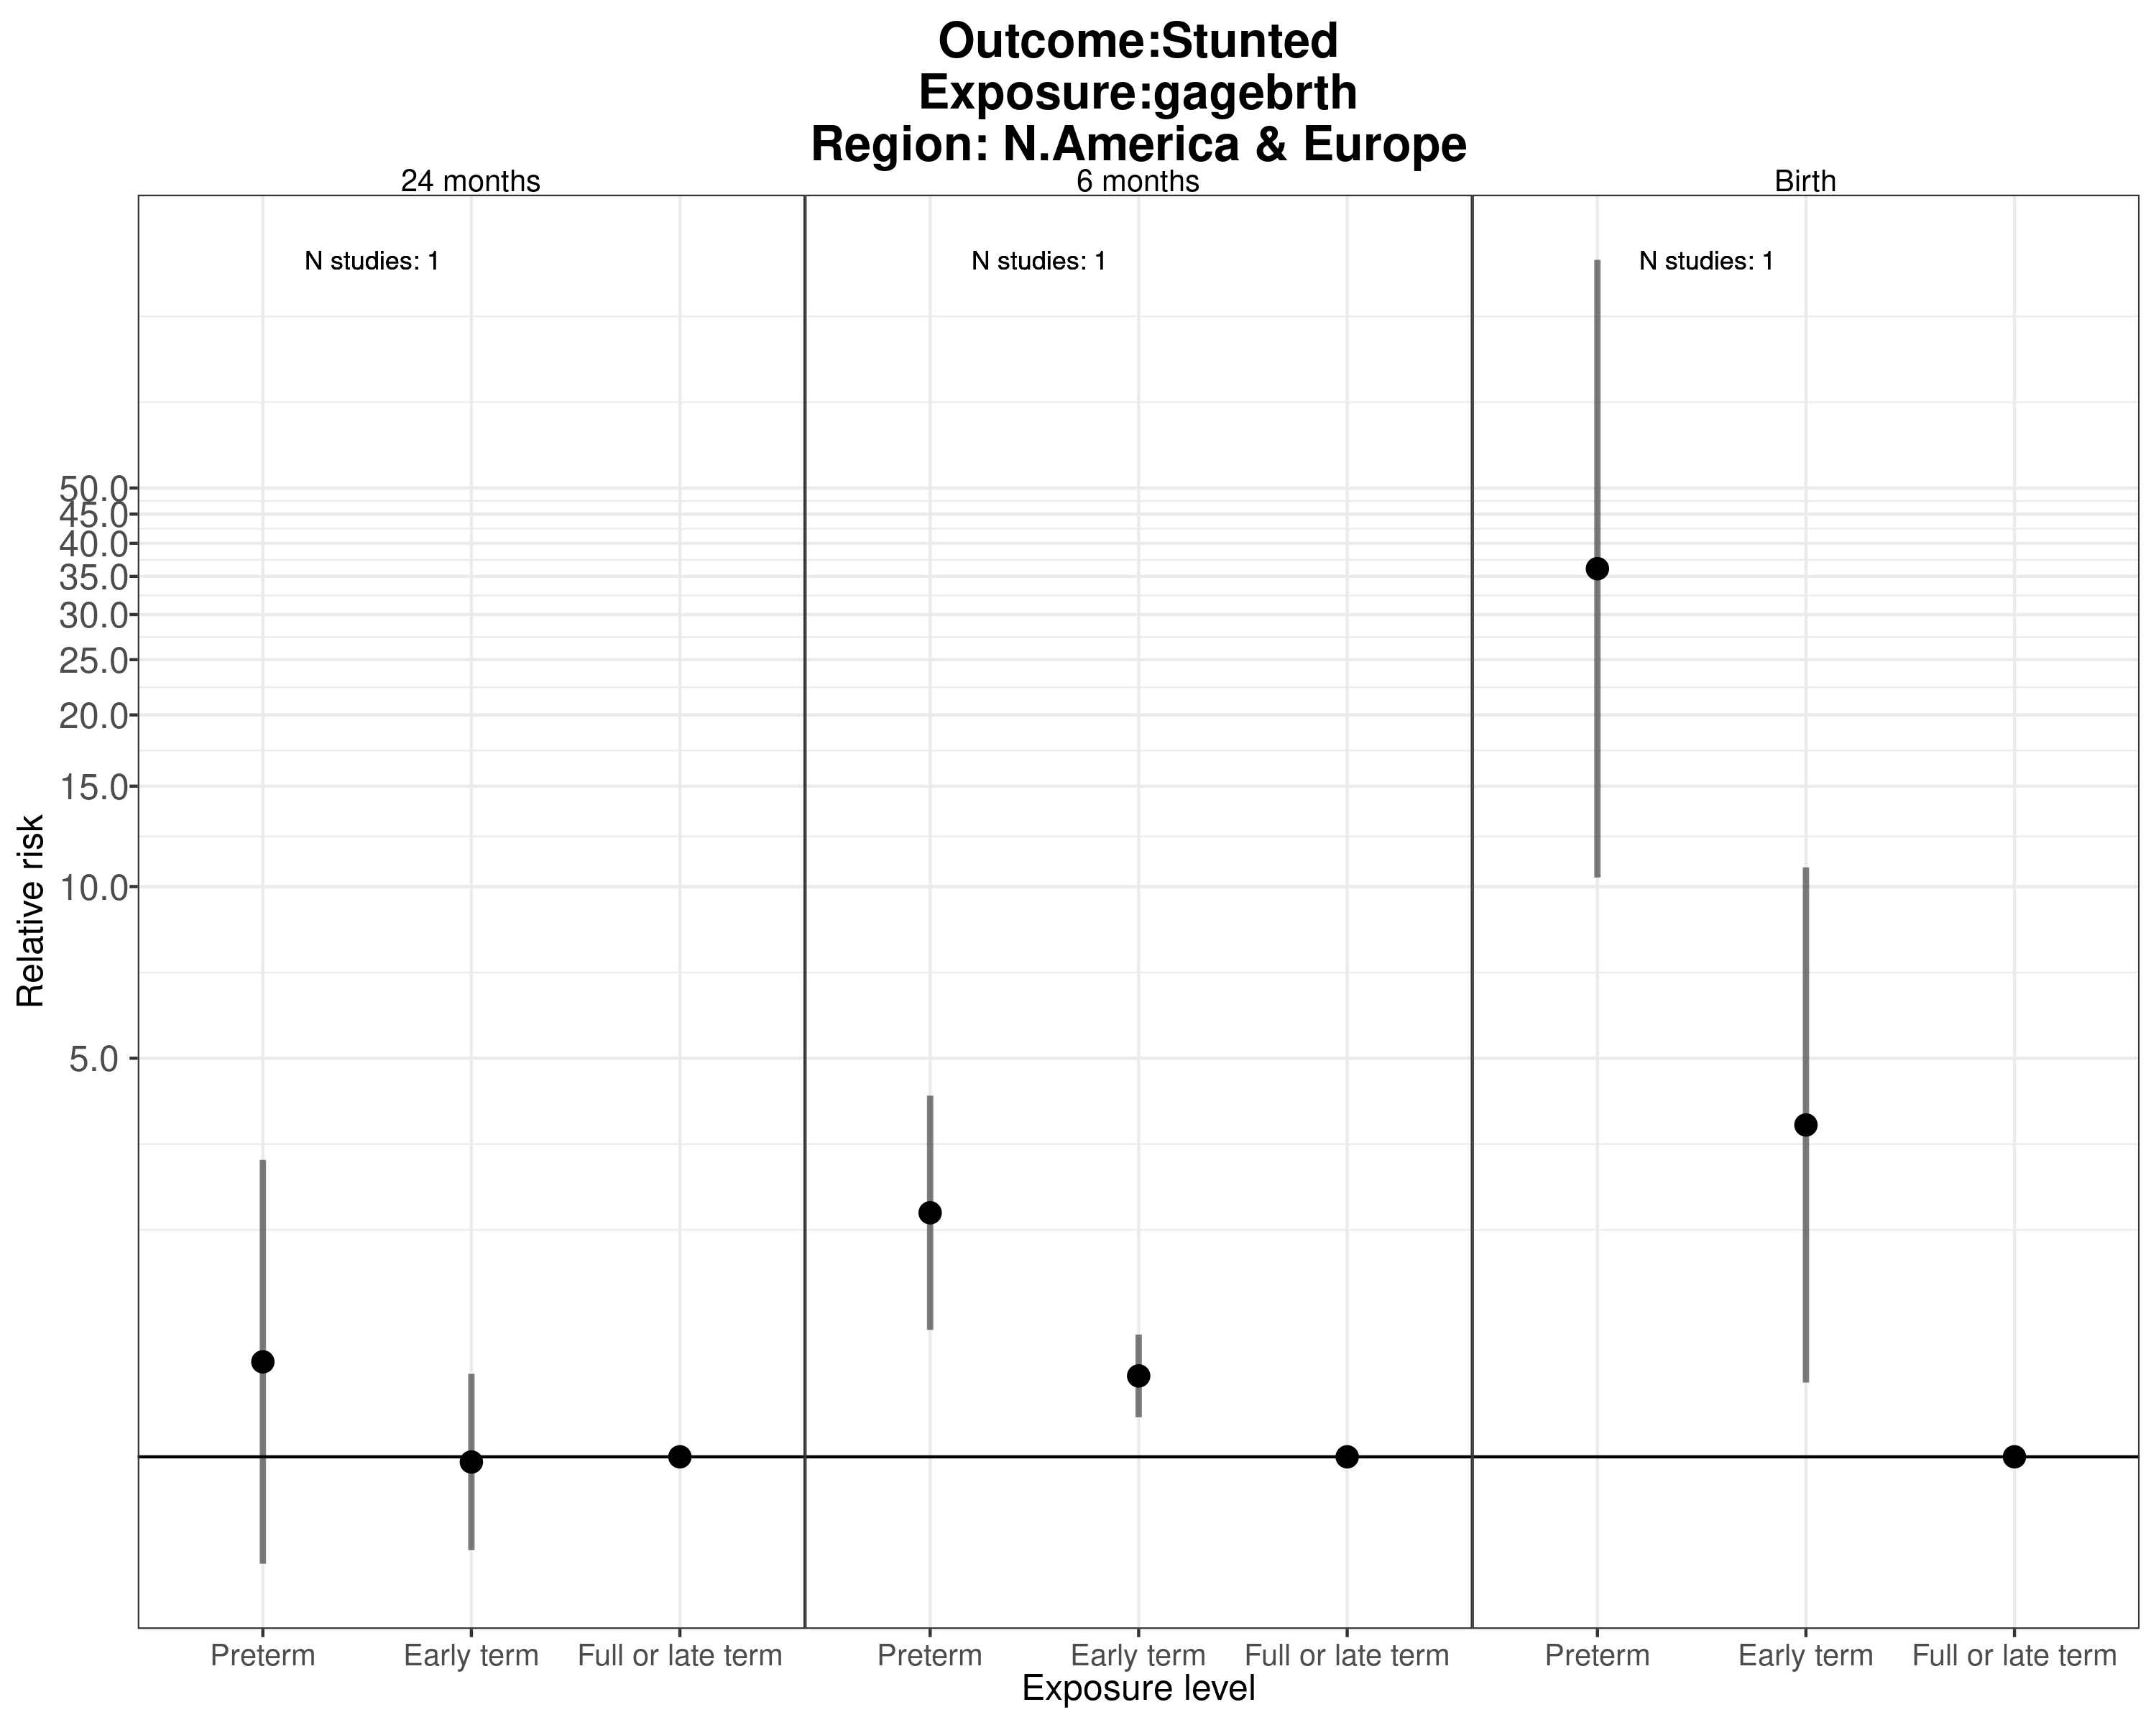 Outcome:Stunted
Exposure:gagebrth
Region: N.America & Europe
24 months
6 months
Birth
N studies: 1
N studies: 1
N studies: 1
50.0
45.0
40.0
35.0
30.0
25.0
20.0
15.0
10.0
5.0
Relative risk
Preterm
Early term
Full or late term
Preterm
Early term
Full or late term
Preterm
Early term
Full or late term
Exposure level